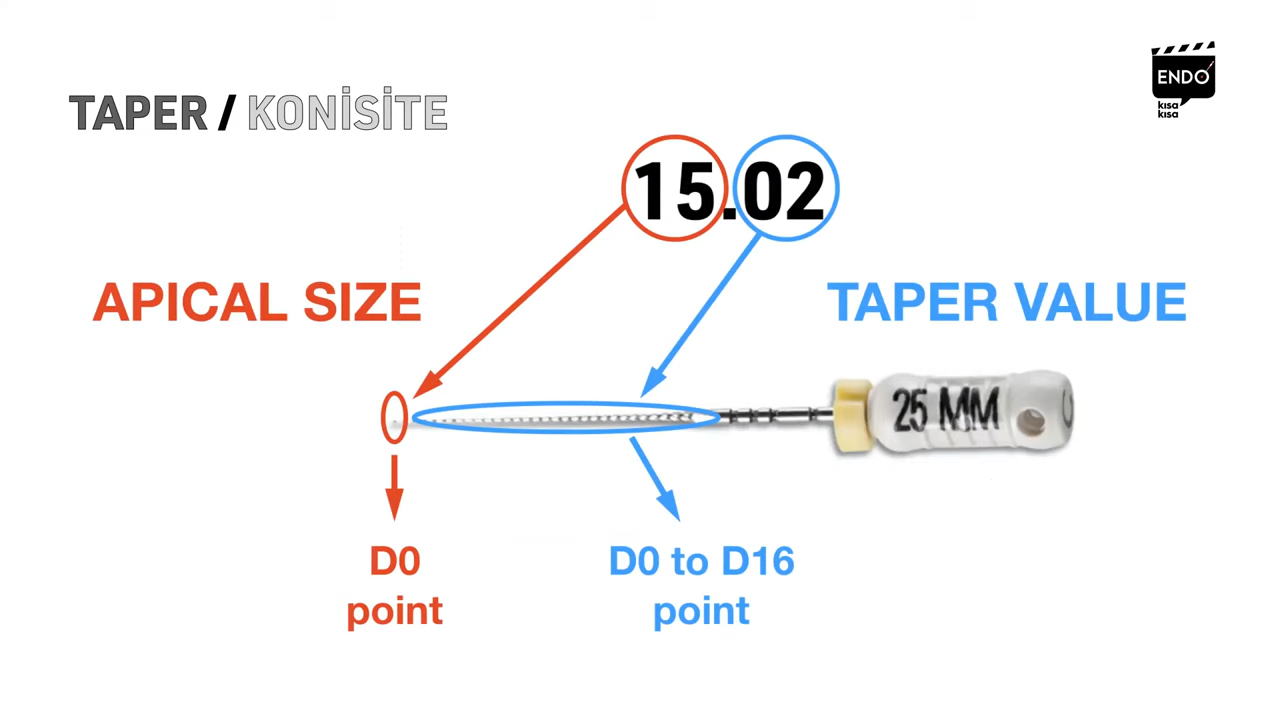 ENDO
kısa
kısa
TAPER / KONİSİTE
15.02
APICAL SIZE
TAPER VALUE
25 MM
D0
point
D0 to D16
point